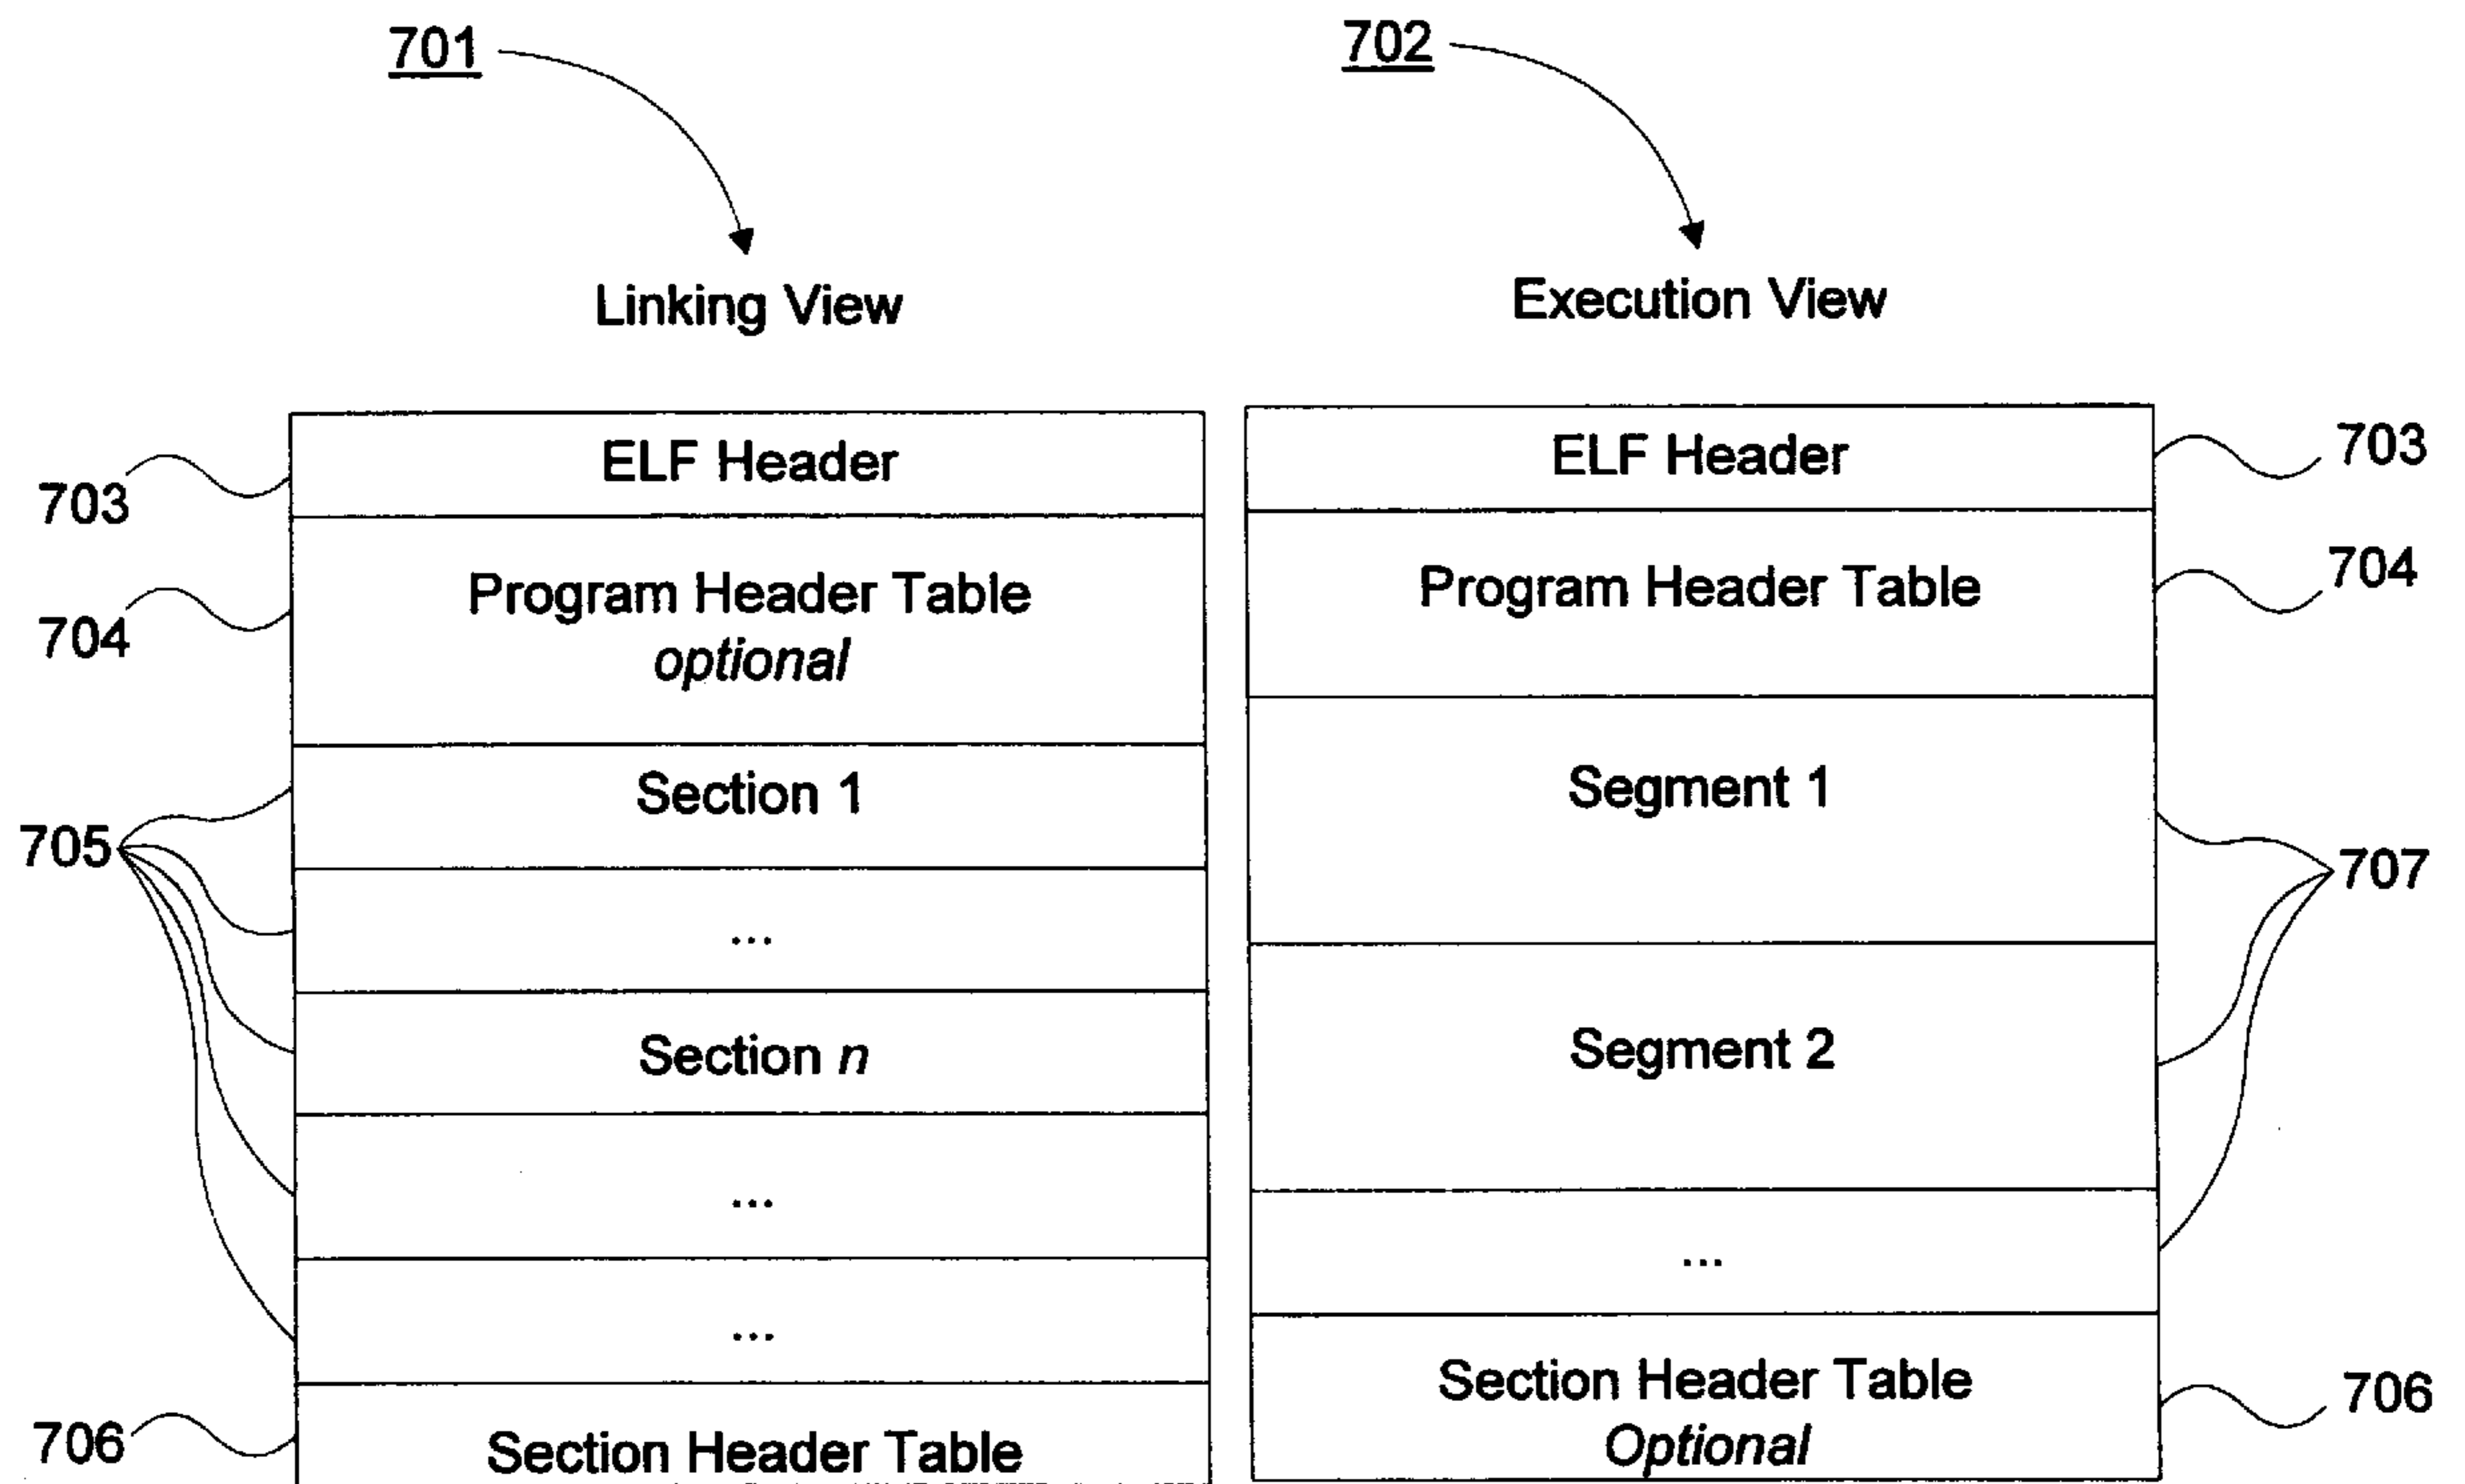 701
702
Linking View
Execution View
703
ELF Header
704
Program Header Table
optional
705
Section 1
...
Section n
...
...
706
Section Header Table
ELF Header
703
Program Header Table
704
Segment 1
707
Segment 2
...
Section Header Table
Optional
706